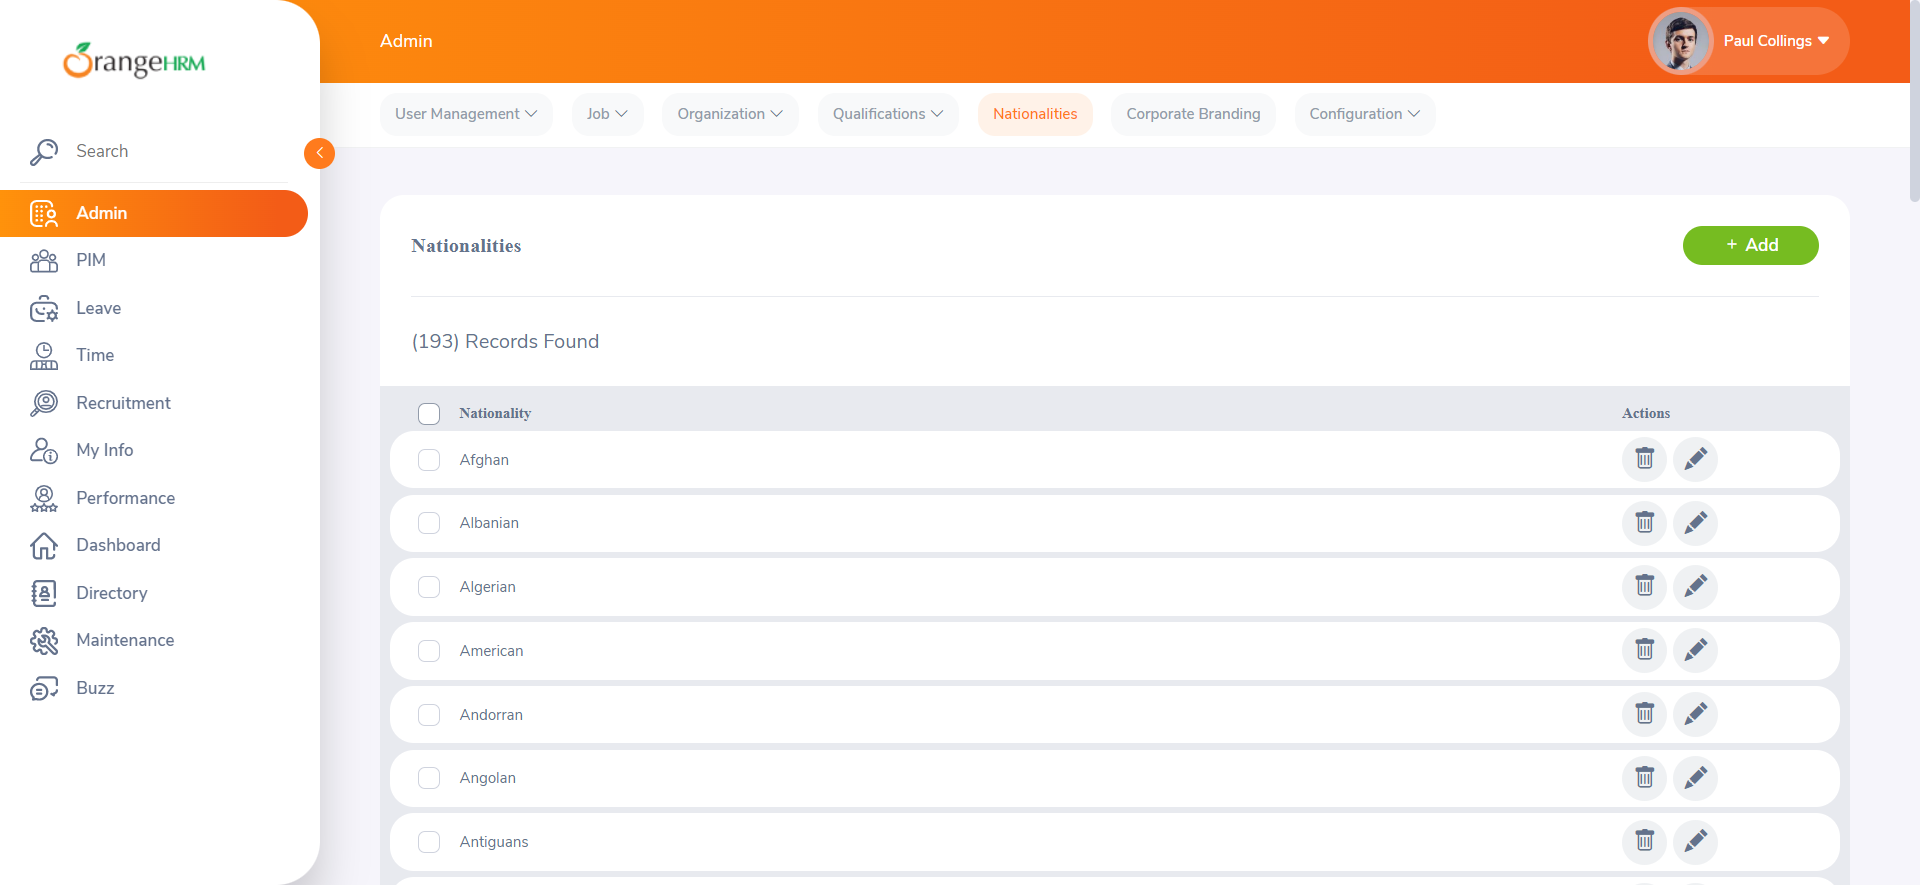 OrangeHRM
Search
Admin
PIM
Leave
Time
Recruitment
My Info
Performance
Dashboard
Directory
Maintenance
Buzz
Admin
Paul Collings
User Management
Job
Organization
Qualifications
Nationalities
Corporate Branding
Configuration
Nationalities
+ Add
(193) Records Found
Nationality Actions
Afghan
Albanian
Algerian
American
Andorran
Angolan
Antiguans